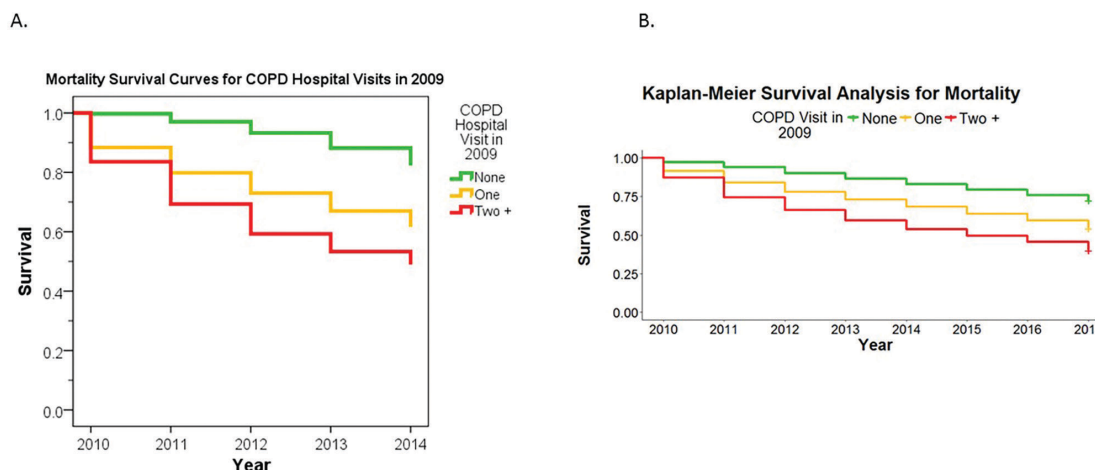 A.
B.
Mortality Survival Curves for COPD Hospital Visits in 2009
COPD
Hospital
Visit in
2009
None
One
Two +
Survival
1.0
0.8
0.6
0.4
0.2
0.0
2010 2011 2012 2013 2014
Year
Kaplan-Meier Survival Analysis for Mortality
COPD Visit in
2009
None One Two +
Survival
1.00
0.75
0.50
0.25
0.00
2010 2011 2012 2013 2014 2015 2016 201
Year